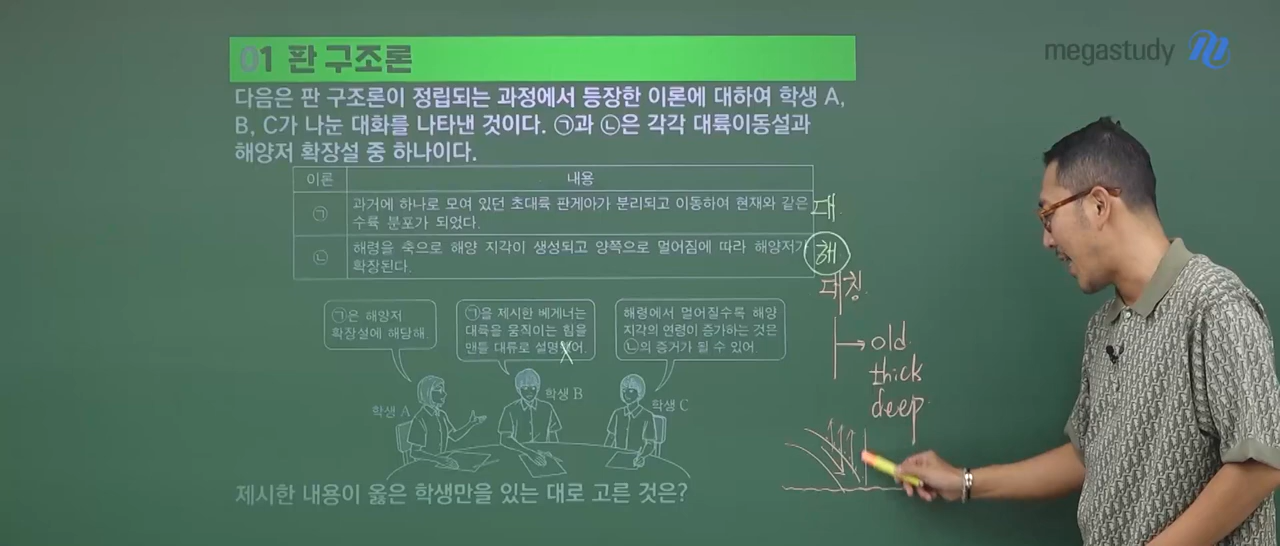 megastudy
01 판 구조론
다음은 판 구조론이 정립되는 과정에서 등장한 이론에 대하여 학생 A,
B, C가 나눈 대화를 나타낸 것이다. ㉠과 ㉡은 각각 대륙이동설과
해양저 확장설 중 하나이다.
이론 내용
㉠ 과거에 하나로 모여 있던 초대륙 판게아가 분리되고 이동하여 현재와 같은
수륙 분포가 되었다.
대
㉡ 해령을 축으로 해양 지각이 생성되고 양쪽으로 멀어짐에 따라 해양저가
확장된다.
해
대칭
㉠은 해양저
확장설에 해당해.
㉠을 제시한 베게너는
대륙을 움직이는 힘을
맨틀 대류로 설명했어.
해령에서 멀어질수록 해양
지각의 연령이 증가하는 것은
㉡의 증거가 될 수 있어.
old
thick
deep
학생 A
학생 B
학생 C
제시한 내용이 옳은 학생만을 있는 대로 고른 것은?